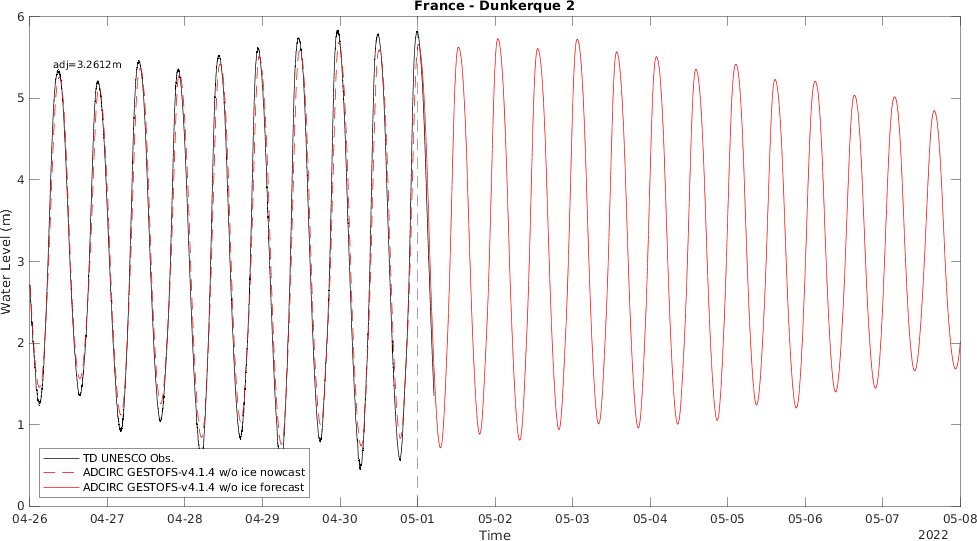 France - Dunkerque 2
adj=3.2612m
Water Level (m)
6
5
4
3
2
1
0
TD UNESCO Obs.
ADCIRC GESTOFS-v4.1.4 w/o ice nowcast
ADCIRC GESTOFS-v4.1.4 w/o ice forecast
04-26 04-27 04-28 04-29 04-30 05-01 05-02 05-03 05-04 05-05 05-06 05-07 05-08
Time
2022